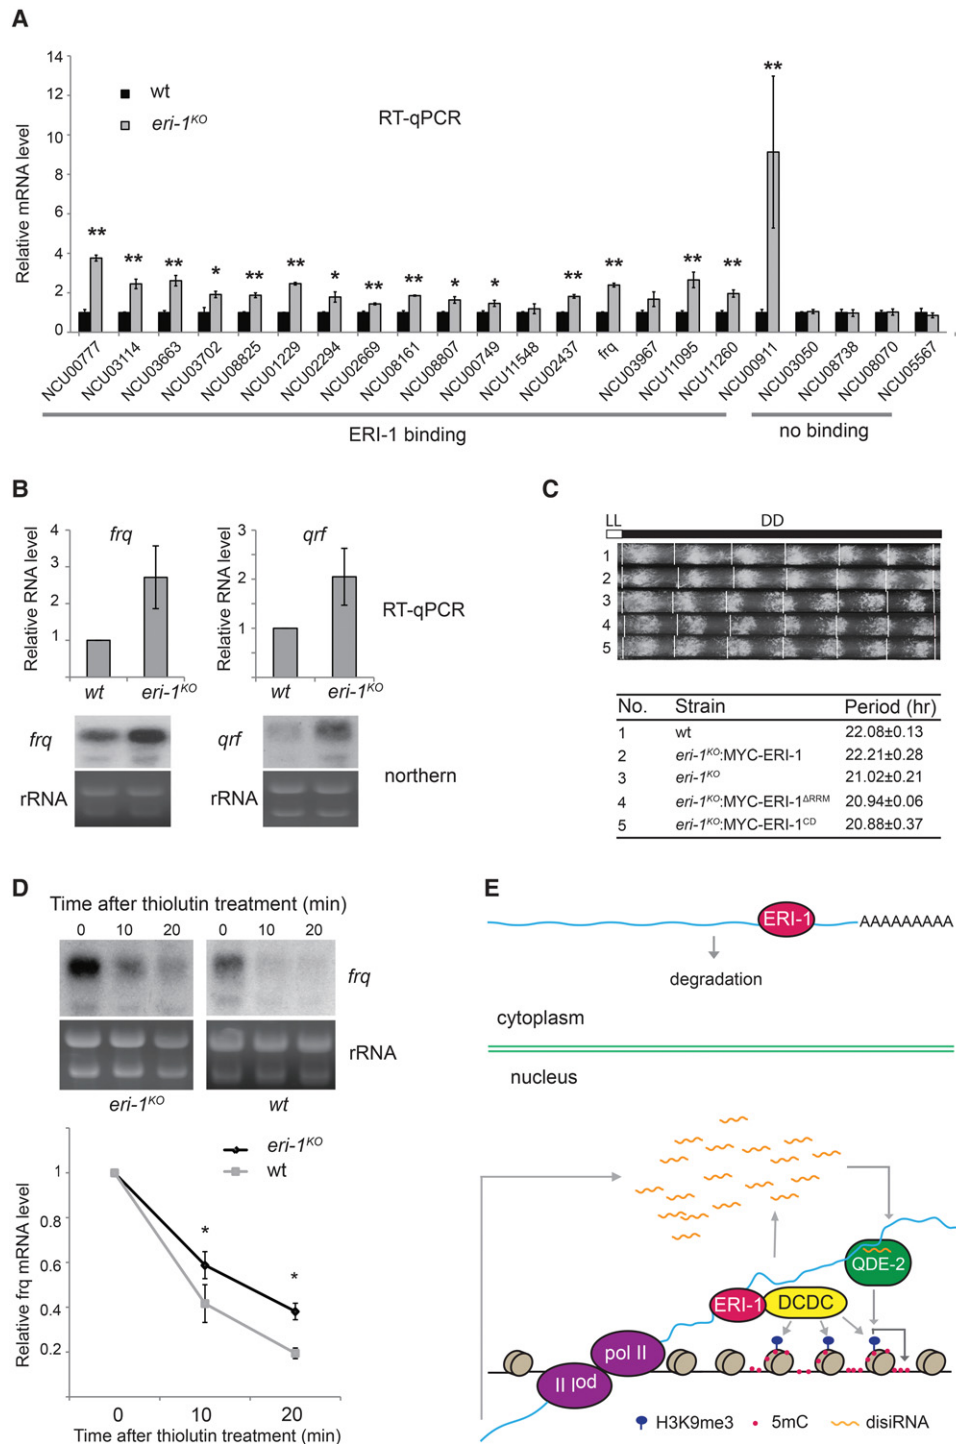 A
Relative mRNA level
14
12
10
8
6
4
2
0
wt
eri-1KO
RT-qPCR
**
**
**
*
**
**
*
**
**
*
*
**
**
**
**
**
NCU00777
NCU03114
NCU03663
NCU03702
NCU08825
NCU01229
NCU02294
NCU02669
NCU08161
NCU08807
NCU00749
NCU11548
NCU02437
frq
NCU03967
NCU11095
NCU11260
NCU00911
NCU03050
NCU08738
NCU08070
NCU05567
ERI-1 binding
no binding
B
Relative RNA level
4
3
2
1
frq
wt
eri-1KO
Relative RNA level
3
2
1
qrf
wt
eri-1KO
RT-qPCR
frq
rRNA
qrf
rRNA
northern
C
LL DD
1
2
3
4
5
No. Strain Period (hr)
1 wt 22.08±0.13
2 eri-1KO:MYC-ERI-1 22.21±0.28
3 eri-1KO 21.02±0.21
4 eri-1KO:MYC-ERI-1ΔRRM 20.94±0.06
5 eri-1KO:MYC-ERI-1CD 20.88±0.37
D
Time after thiolutin treatment (min)
0 10 20 0 10 20
frq
rRNA
eri-1KO wt
Relative frq mRNA level
1
0.8
0.6
0.4
0.2
eri-1KO
wt
*
*
0 10 20
Time after thiolutin treatment (min)
E
ERI-1
AAAAAAAAA
degradation
cytoplasm
nucleus
QDE-2
ERI-1
DCDC
pol II
pol II
H3K9me3 5mC disiRNA